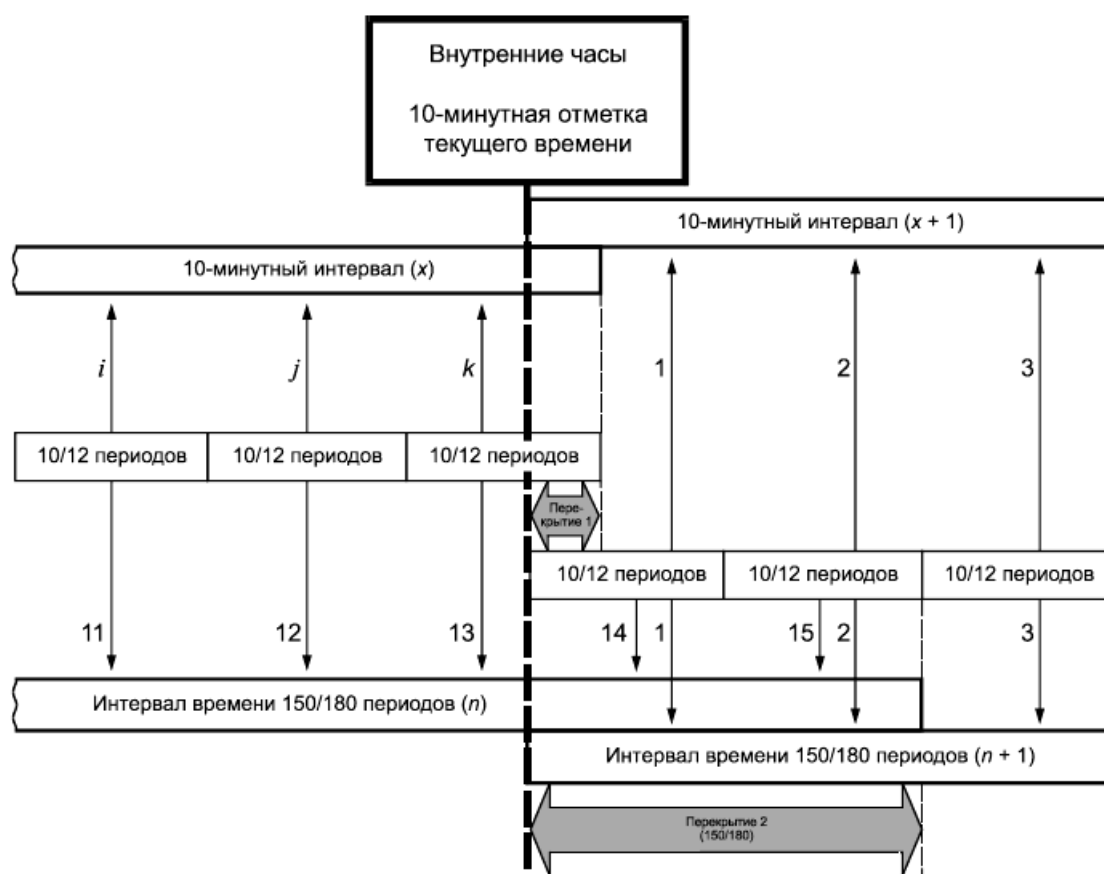 Внутренние часы
10-минутная отметка
текущего времени
10-минутный интервал (x + 1)
10-минутный интервал (x)
i
j
k
1
2
3
10/12 периодов
10/12 периодов
10/12 периодов
Пере-
крытие 1
10/12 периодов
10/12 периодов
10/12 периодов
11
12
13
14
1
15
2
3
Интервал времени 150/180 периодов (n)
Интервал времени 150/180 периодов (n + 1)
Перекрытие 2
(150/180)